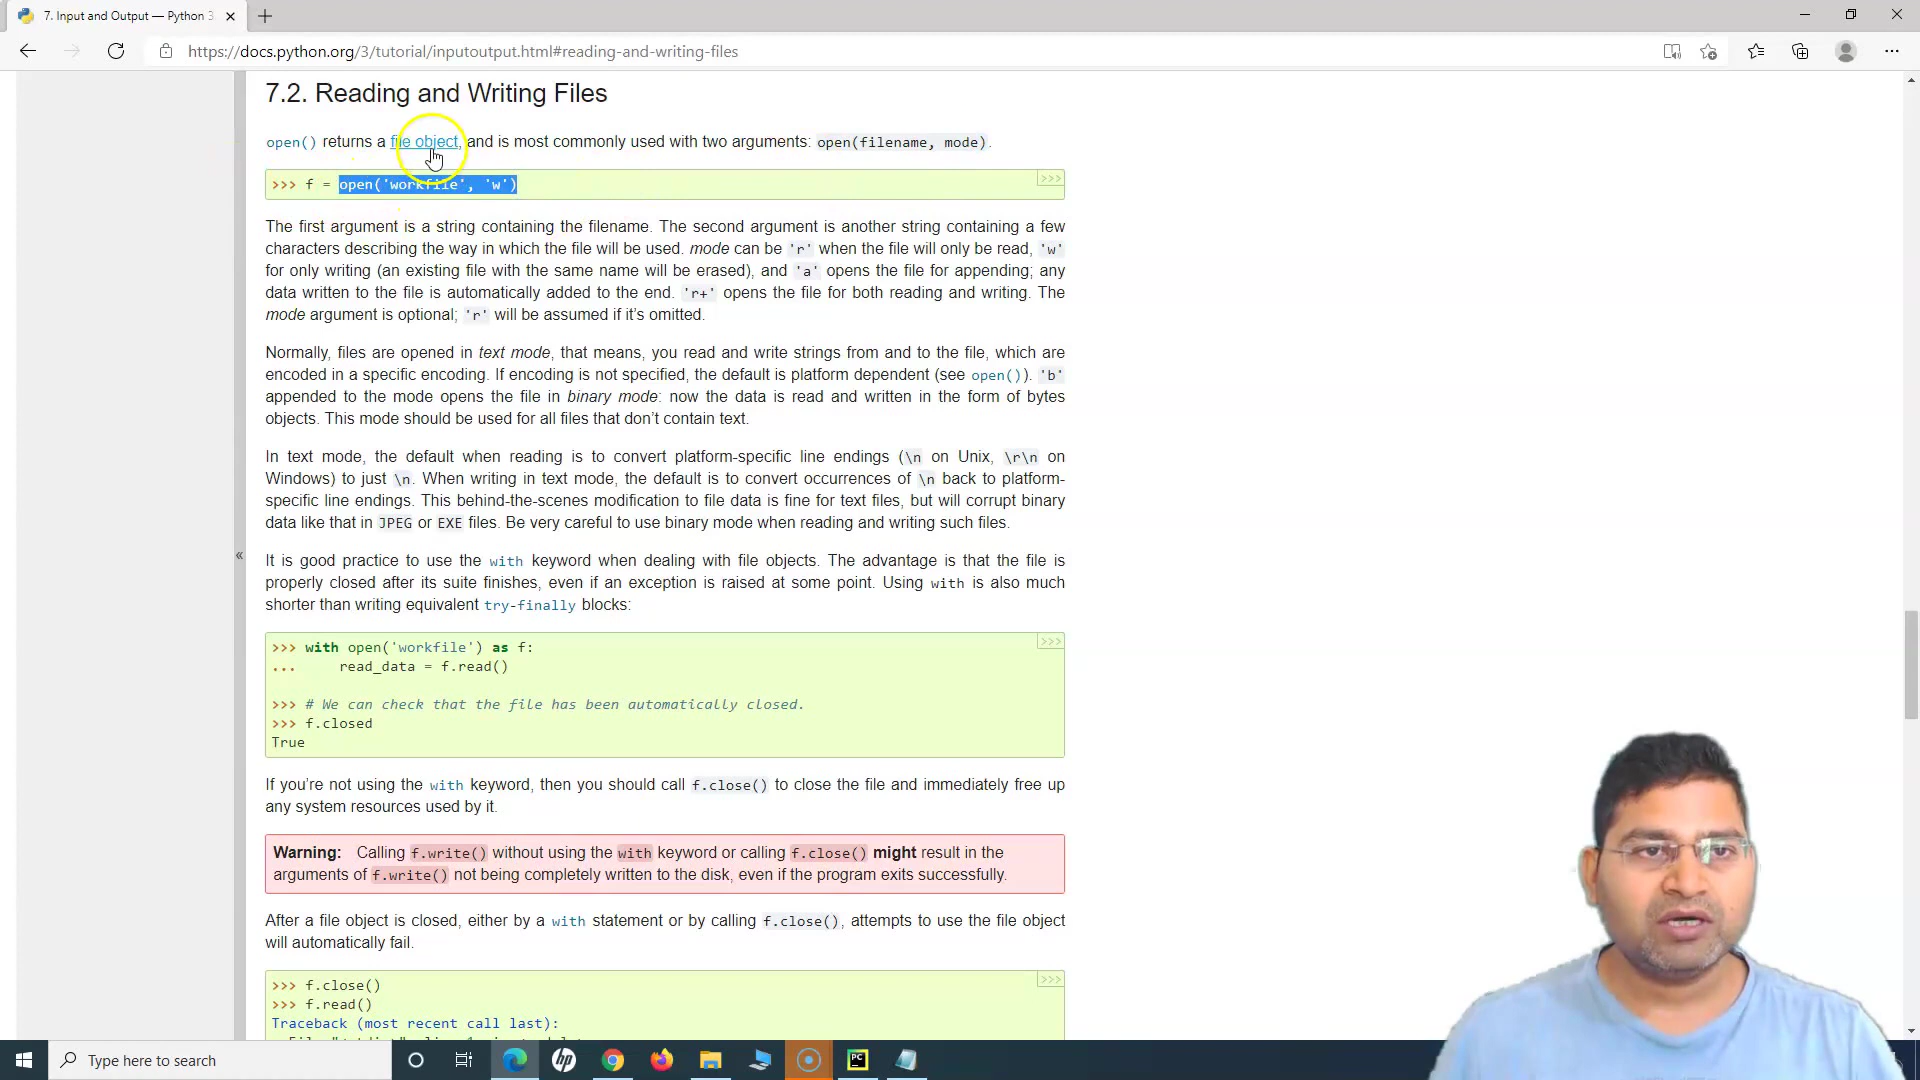 7. Input and Output — Python 3
https://docs.python.org/3/tutorial/inputoutput.html#reading-and-writing-files
7.2. Reading and Writing Files
open() returns a file object, and is most commonly used with two arguments: open(filename, mode).
>>> f = open('workfile', 'w')
>>>
The first argument is a string containing the filename. The second argument is another string containing a few
characters describing the way in which the file will be used. mode can be 'r' when the file will only be read, 'w'
for only writing (an existing file with the same name will be erased), and 'a' opens the file for appending; any
data written to the file is automatically added to the end. 'r+' opens the file for both reading and writing. The
mode argument is optional; 'r' will be assumed if it’s omitted.
Normally, files are opened in text mode, that means, you read and write strings from and to the file, which are
encoded in a specific encoding. If encoding is not specified, the default is platform dependent (see open()). 'b'
appended to the mode opens the file in binary mode: now the data is read and written in the form of bytes
objects. This mode should be used for all files that don’t contain text.
In text mode, the default when reading is to convert platform-specific line endings (\n on Unix, \r\n on
Windows) to just \n. When writing in text mode, the default is to convert occurrences of \n back to platform-
specific line endings. This behind-the-scenes modification to file data is fine for text files, but will corrupt binary
data like that in JPEG or EXE files. Be very careful to use binary mode when reading and writing such files.
«
It is good practice to use the with keyword when dealing with file objects. The advantage is that the file is
properly closed after its suite finishes, even if an exception is raised at some point. Using with is also much
shorter than writing equivalent try-finally blocks:
>>> with open('workfile') as f:
>>>
... read_data = f.read()
>>> # We can check that the file has been automatically closed.
>>> f.closed
True
If you’re not using the with keyword, then you should call f.close() to close the file and immediately free up
any system resources used by it.
Warning: Calling f.write() without using the with keyword or calling f.close() might result in the
arguments of f.write() not being completely written to the disk, even if the program exits successfully.
After a file object is closed, either by a with statement or by calling f.close(), attempts to use the file object
will automatically fail.
>>> f.close()
>>>
>>> f.read()
Traceback (most recent call last):
Type here to search
hp
PC